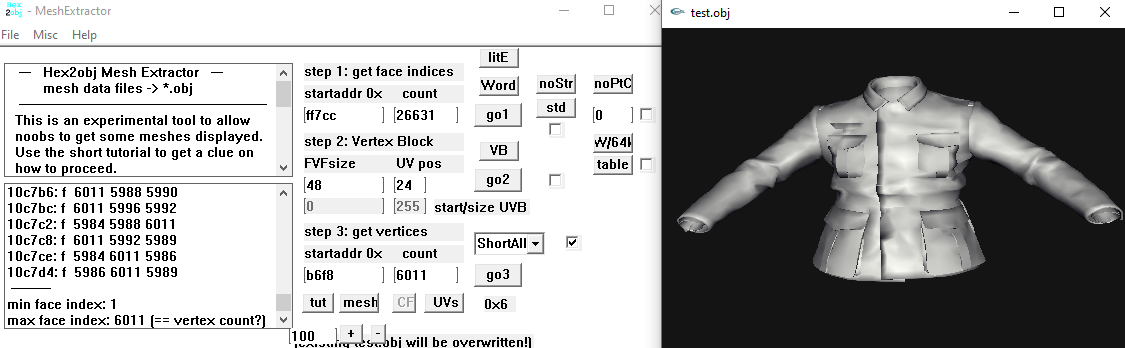 Hex
2obj
- MeshExtractor
File Misc Help
— Hex2obj Mesh Extractor —
mesh data files -> *.obj
This is an experimental tool to allow
noobs to get some meshes displayed.
Use the short tutorial to get a clue on
how to proceed.
10c7b6: f 6011 5988 5990
10c7bc: f 6011 5996 5992
10c7c2: f 5984 5988 6011
10c7c8: f 6011 5992 5989
10c7ce: f 5984 6011 5986
10c7d4: f 5986 6011 5989
min face index: 1
max face index: 6011 (== vertex count?)
litE
step 1: get face indices
Word
noStr
noPtC
startaddr 0x count
std
ff7cc
26631
go1
0
step 2: Vertex Block
VB
W/64k
FVFsize UV pos
table
48
24
go2
0
255
start/size UVB
step 3: get vertices
ShortAll
startaddr 0x count
b6f8
6011
go3
tut
mesh
CF
UVs
0x6
100
+
-
(existing test.obj will be overwritten!)
test.obj